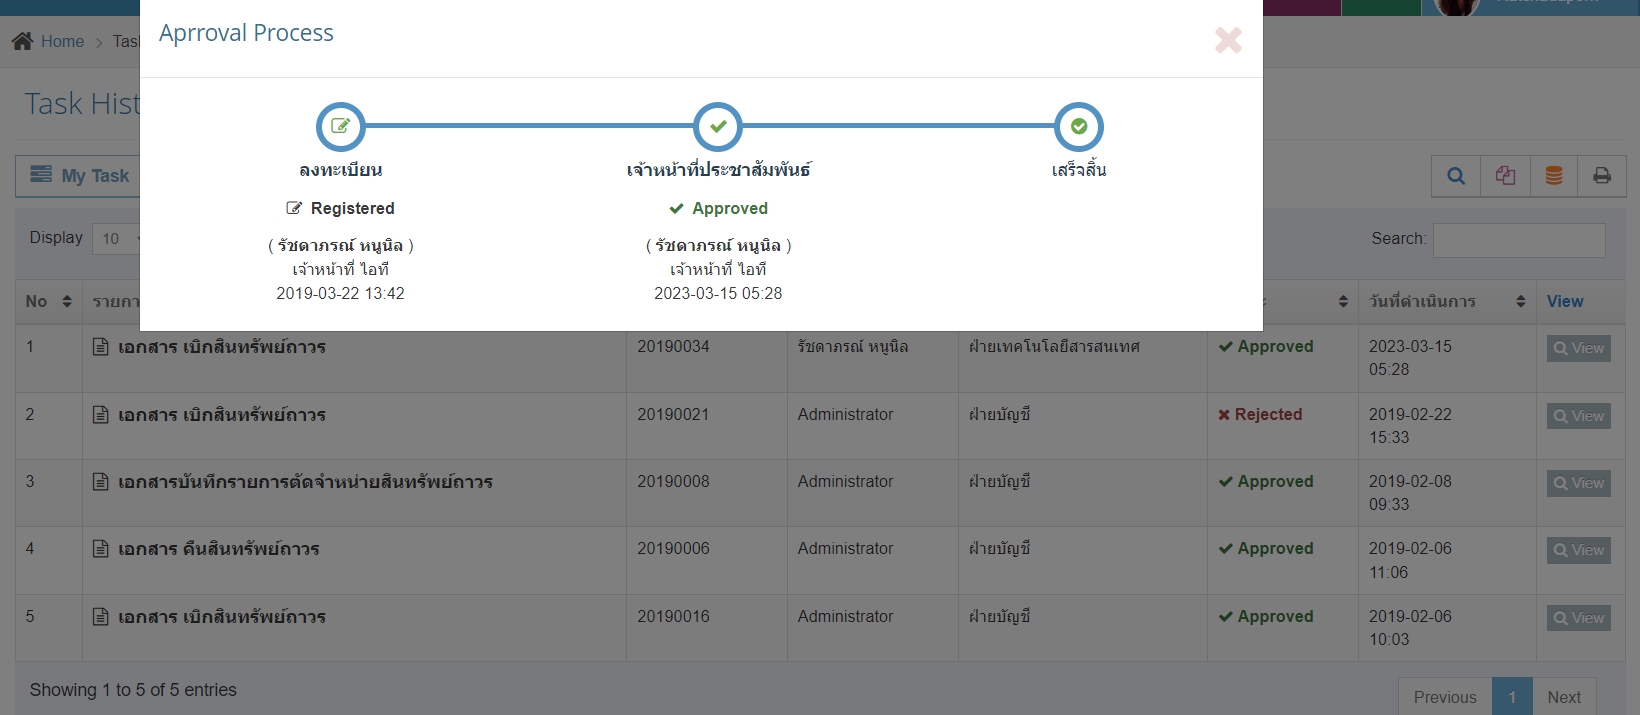 Aprroval Process
Home
ลงทะเบียน
Registered
( รัชดาภรณ์ หนูนิล )
เจ้าหน้าที่ ไอที
2019-03-22 13:42
เจ้าหน้าที่ประชาสัมพันธ์
Approved
( รัชดาภรณ์ หนูนิล )
เจ้าหน้าที่ ไอที
2023-03-15 05:28
เสร็จสิ้น
My Task
Display 10
Search:
No วันที่ดำเนินการ View
1 เอกสาร เบิกสินทรัพย์ถาวร 20190034 รัชดาภรณ์ หนูนิล ฝ่ายเทคโนโลยีสารสนเทศ Approved 2023-03-15 View
05:28
2 เอกสาร เบิกสินทรัพย์ถาวร 20190021 Administrator ฝ่ายบัญชี Rejected 2019-02-22 View
15:33
3 เอกสารบันทึกรายการตัดจำหน่ายสินทรัพย์ถาวร 20190008 Administrator ฝ่ายบัญชี Approved 2019-02-08 View
09:33
4 เอกสาร คืนสินทรัพย์ถาวร 20190006 Administrator ฝ่ายบัญชี Approved 2019-02-06 View
11:06
5 เอกสาร เบิกสินทรัพย์ถาวร 20190016 Administrator ฝ่ายบัญชี Approved 2019-02-06 View
10:03
Showing 1 to 5 of 5 entries
Previous 1 Next